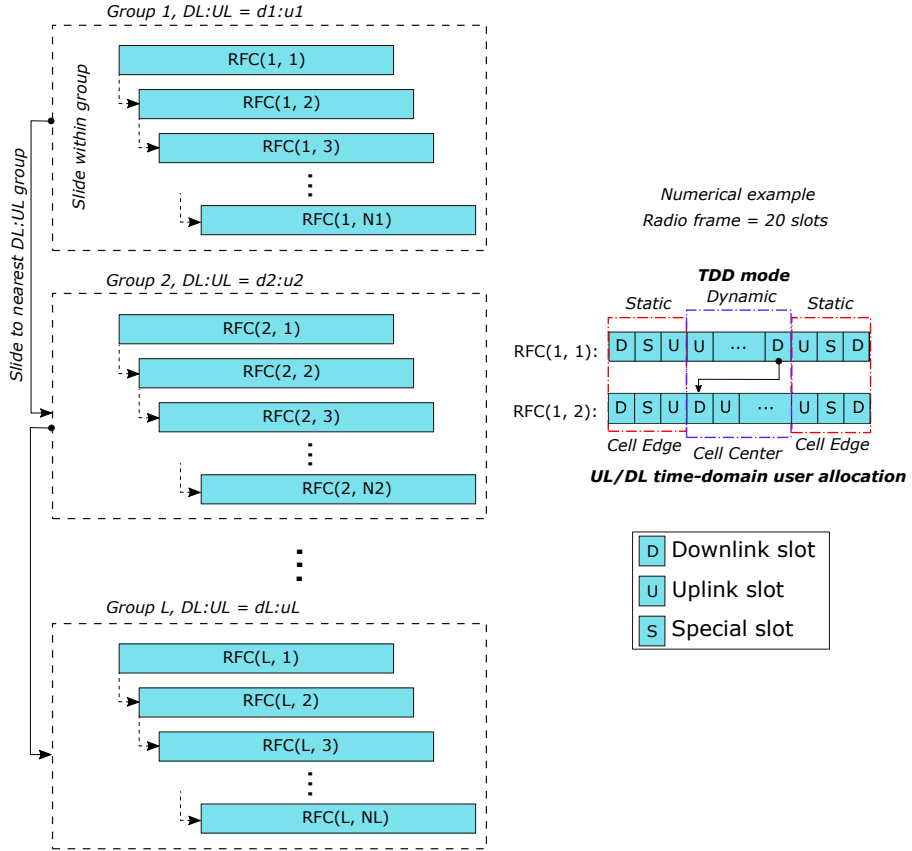 Group 1, DL:UL = d1:u1
RFC(1, 1)
RFC(1, 2)
RFC(1, 3)
...
RFC(1, N1)
Slide within group
Slide to nearest DL:UL group
Group 2, DL:UL = d2:u2
RFC(2, 1)
RFC(2, 2)
RFC(2, 3)
...
RFC(2, N2)
...
Group L, DL:UL = dL:uL
RFC(L, 1)
RFC(L, 2)
RFC(L, 3)
...
RFC(L, NL)
Numerical example
Radio frame = 20 slots
TDD mode
Static Dynamic Static
RFC(1, 1): D S U U ... D U S D
RFC(1, 2): D S U D U ... U S D
Cell Edge Cell Center Cell Edge
UL/DL time-domain user allocation
D Downlink slot
U Uplink slot
S Special slot